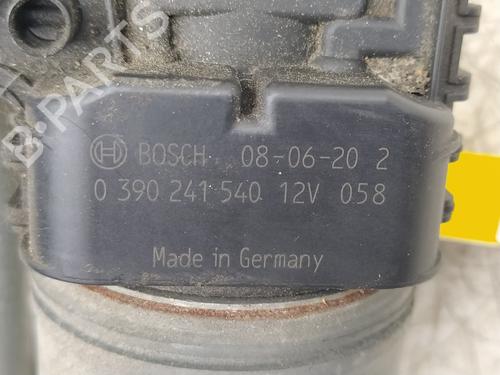 BOSCH 08-06-20 2
0 390 241 540 12V 058
Made in Germany
B-PARTS